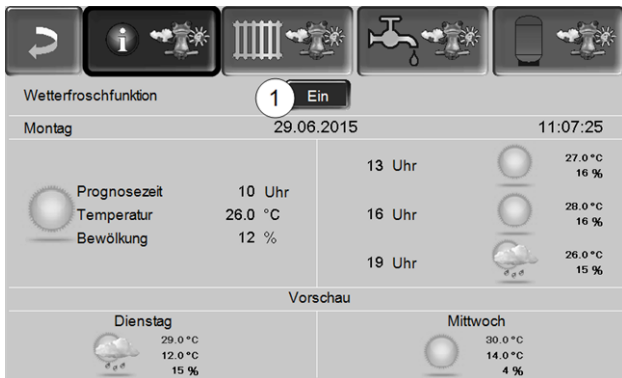 i
Wetterfroschfunktion 1 Ein
Montag 29.06.2015 11:07:25
Prognosezeit 10 Uhr
Temperatur 26.0 °C
Bewölkung 12 %
13 Uhr 27.0 °C
16 %
16 Uhr 28.0 °C
16 %
19 Uhr 26.0 °C
15 %
Vorschau
Dienstag
29.0 °C
12.0 °C
15 %
Mittwoch
30.0 °C
14.0 °C
4 %